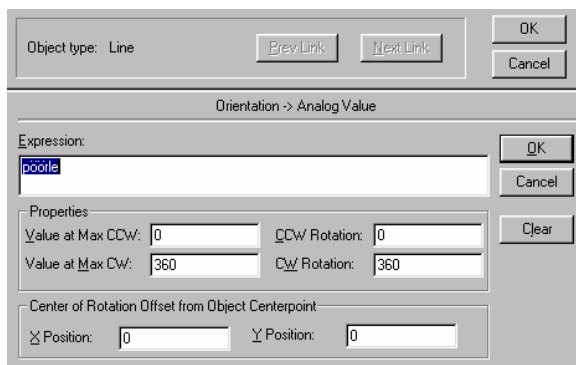 OK
Object type: Line Prev Link Next Link
Cancel
Orientation -> Analog Value
Expression:
OK
pöörle
Cancel
Properties
Clear
Value at Max CCW: 0 CCW Rotation: 0
Value at Max CW: 360 CW Rotation: 360
Center of Rotation Offset from Object Centerpoint
X Position: 0 Y Position: 0